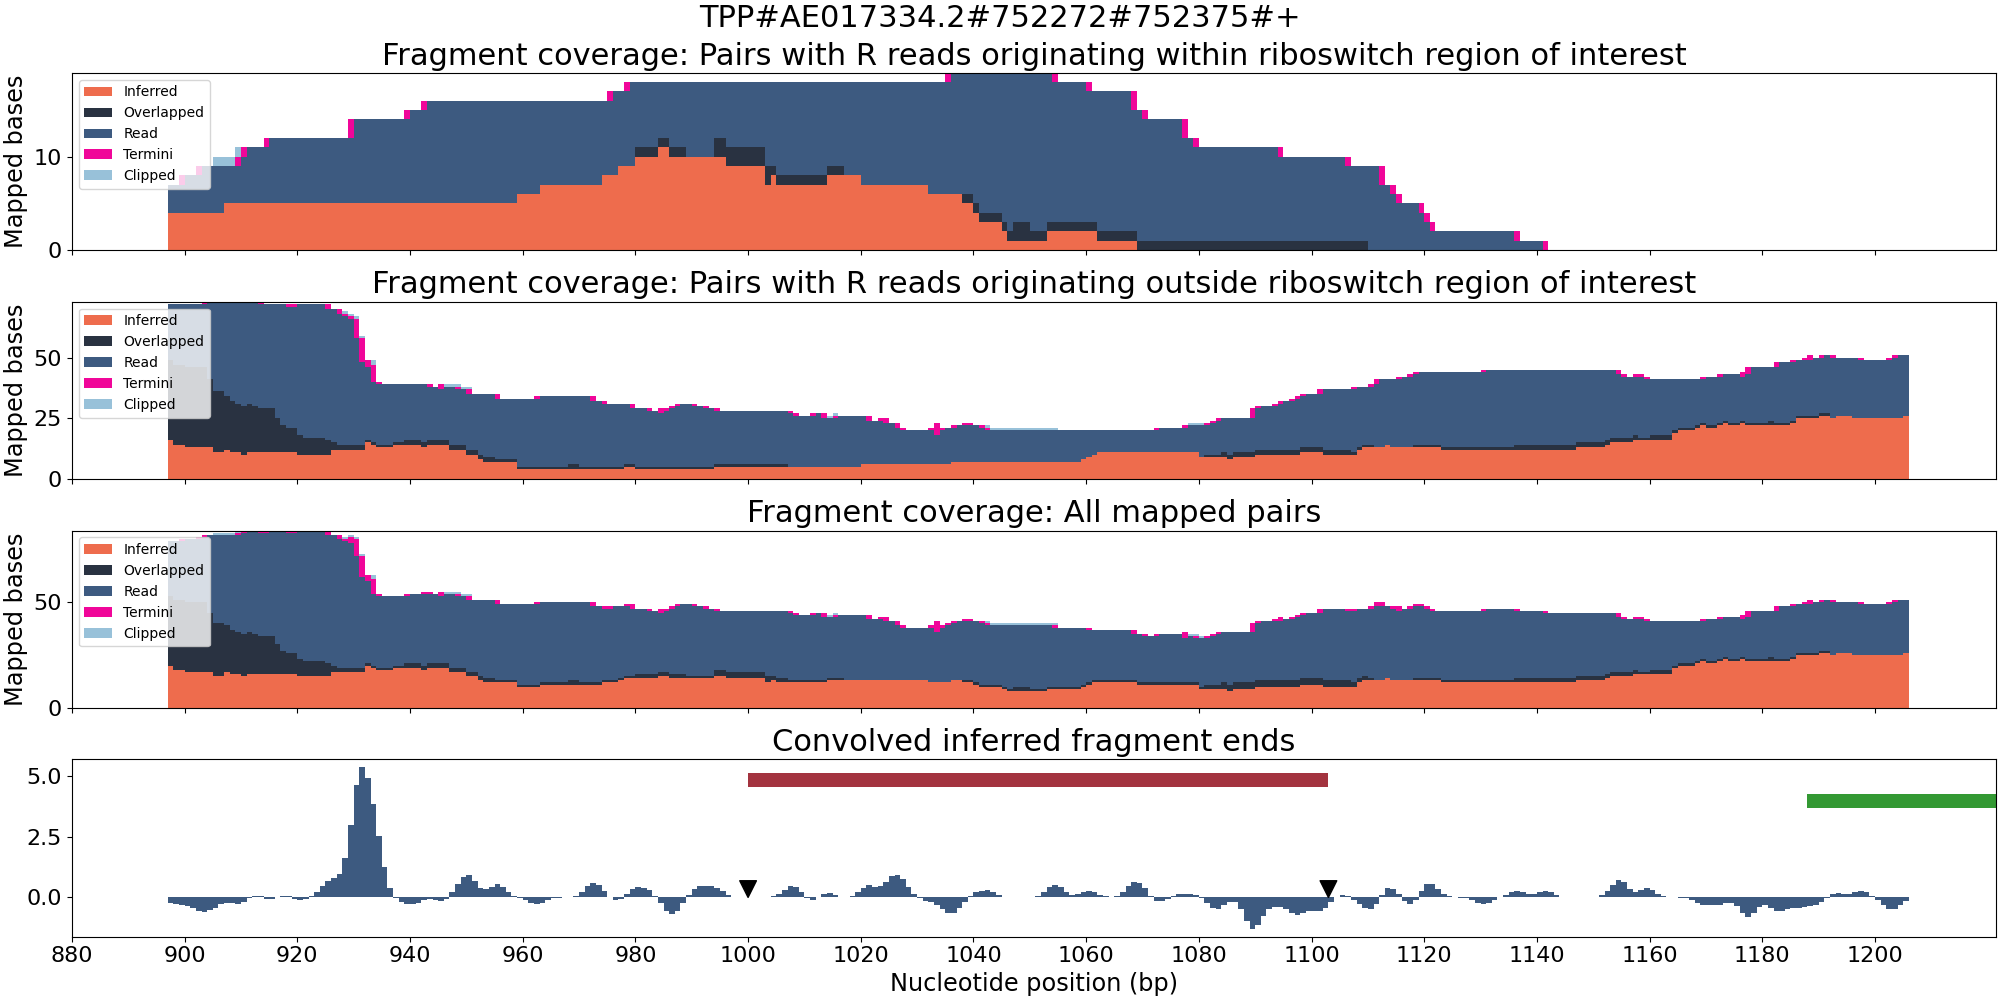 TPP#AE017334.2#752272#752375#+
Fragment coverage: Pairs with R reads originating within riboswitch region of interest
Mapped bases
10
0
Inferred
Overlapped
Read
Termini
Clipped
Fragment coverage: Pairs with R reads originating outside riboswitch region of interest
Mapped bases
50
25
0
Inferred
Overlapped
Read
Termini
Clipped
Fragment coverage: All mapped pairs
Mapped bases
50
0
Inferred
Overlapped
Read
Termini
Clipped
Convolved inferred fragment ends
5.0
2.5
0.0
880 900 920 940 960 980 1000 1020 1040 1060 1080 1100 1120 1140 1160 1180 1200
Nucleotide position (bp)